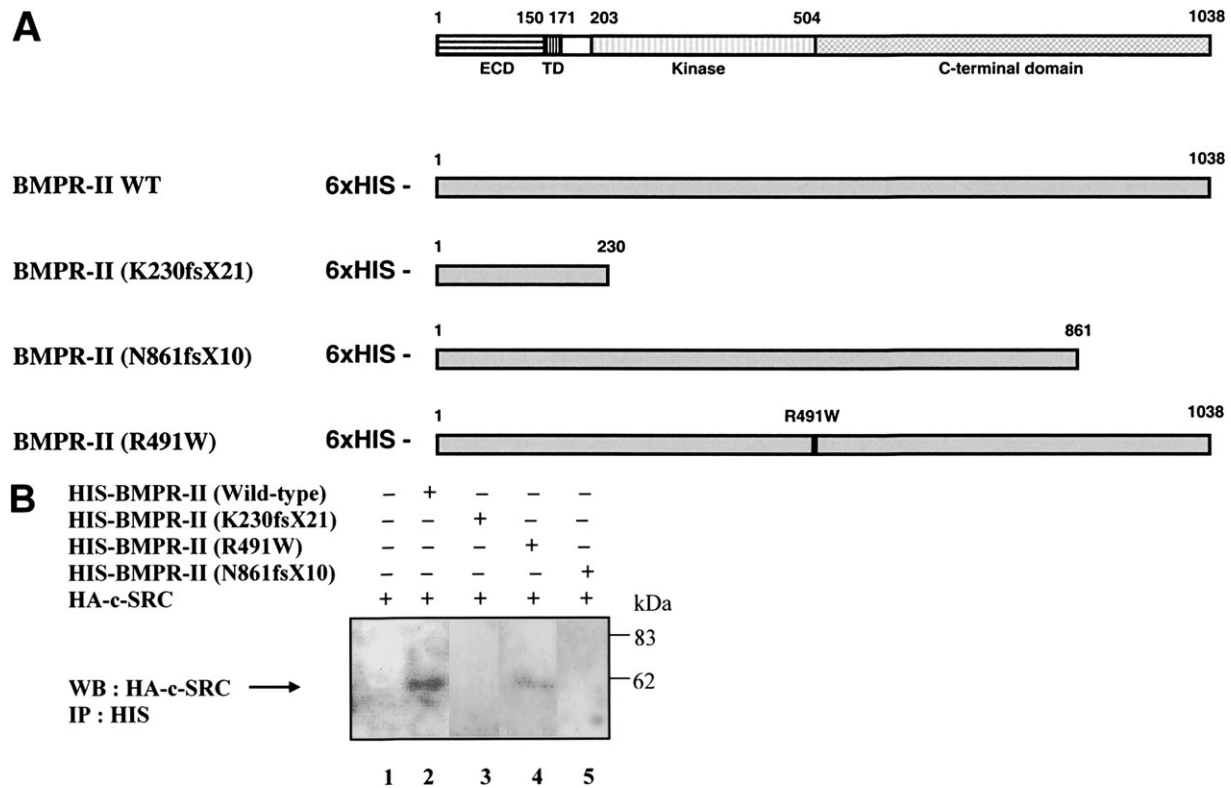 A
1 150 171 203 504 1038
ECD TD Kinase C-terminal domain
1 1038
BMPR-II WT 6xHIS -
1 230
BMPR-II (K230fsX21) 6xHIS -
1 861
BMPR-II (N861fsX10) 6xHIS -
1 R491W 1038
BMPR-II (R491W) 6xHIS -
B
HIS-BMPR-II (Wild-type) – + – – –
HIS-BMPR-II (K230fsX21) – – + – –
HIS-BMPR-II (R491W) – – – + –
HIS-BMPR-II (N861fsX10) – – – – +
HA-c-SRC + + + + + kDa
83
WB : HA-c-SRC 62
IP : HIS
1 2 3 4 5